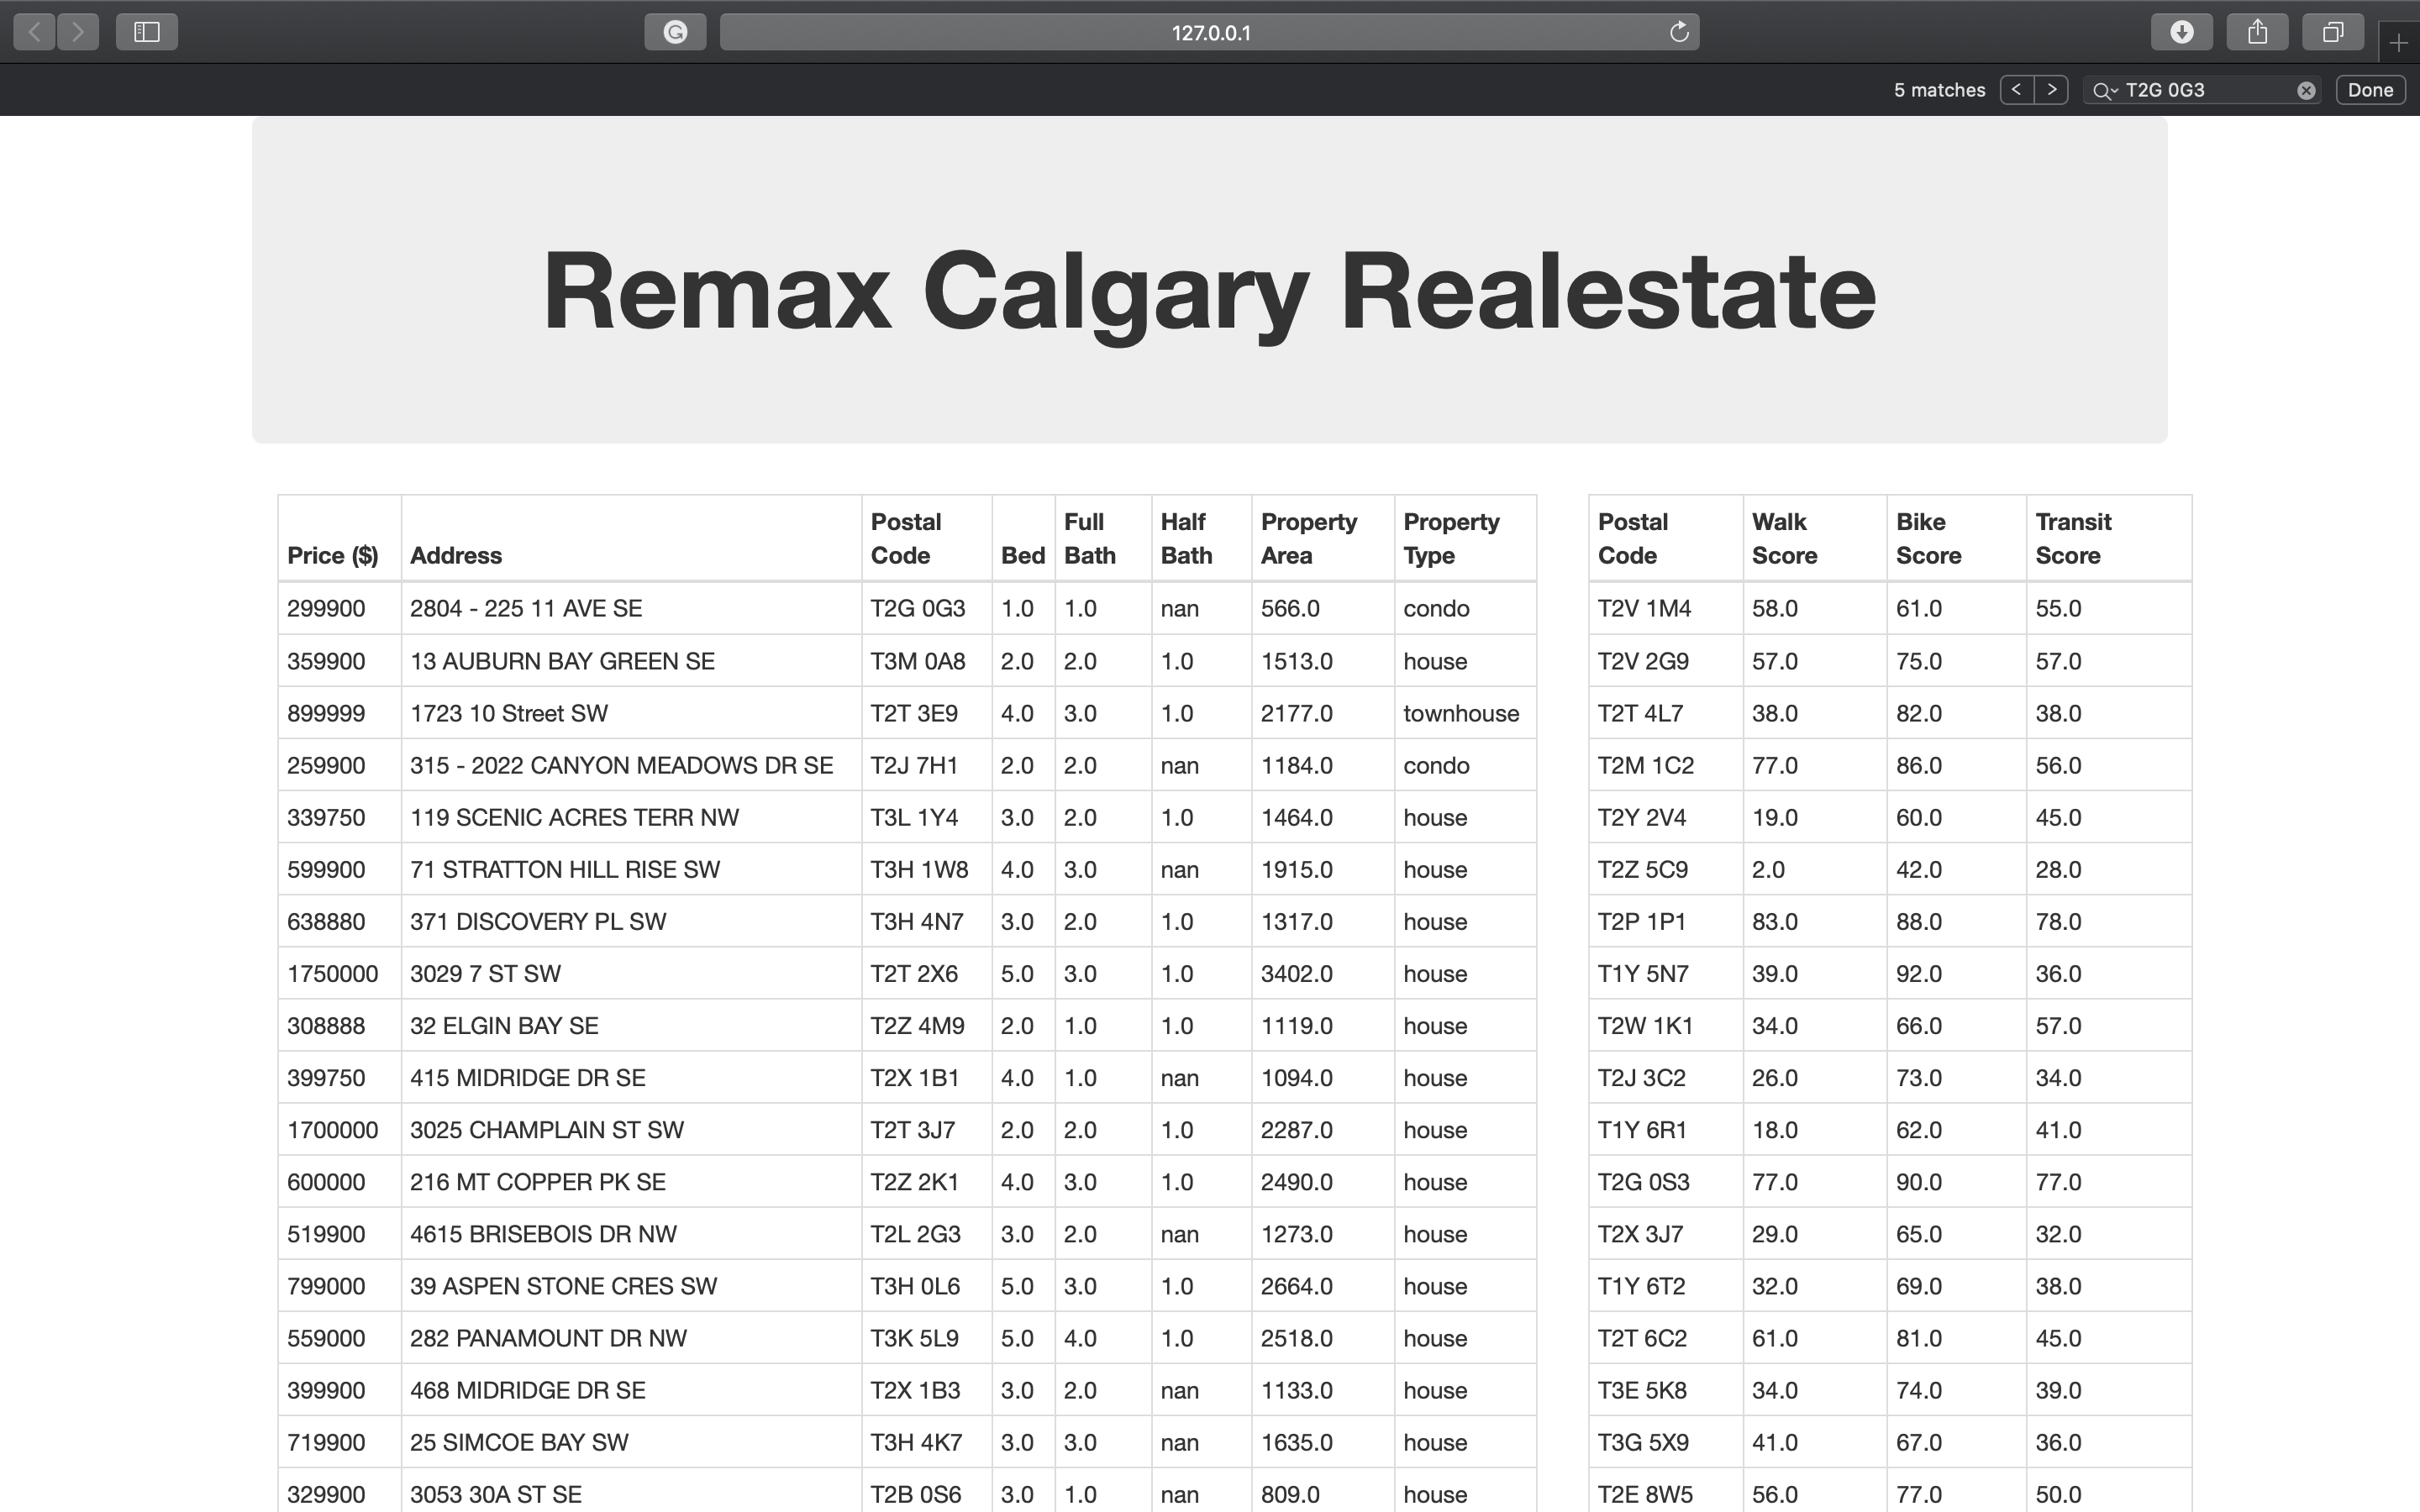 127.0.0.1
5 matches < > T2G 0G3 Done
Remax Calgary Realestate
Price ($) Address Postal Code Bed Full Bath Half Bath Property Area Property Type
299900 2804 - 225 11 AVE SE T2G 0G3 1.0 1.0 nan 566.0 condo
359900 13 AUBURN BAY GREEN SE T3M 0A8 2.0 2.0 1.0 1513.0 house
899999 1723 10 Street SW T2T 3E9 4.0 3.0 1.0 2177.0 townhouse
259900 315 - 2022 CANYON MEADOWS DR SE T2J 7H1 2.0 2.0 nan 1184.0 condo
339750 119 SCENIC ACRES TERR NW T3L 1Y4 3.0 2.0 1.0 1464.0 house
599900 71 STRATTON HILL RISE SW T3H 1W8 4.0 3.0 nan 1915.0 house
638880 371 DISCOVERY PL SW T3H 4N7 3.0 2.0 1.0 1317.0 house
1750000 3029 7 ST SW T2T 2X6 5.0 3.0 1.0 3402.0 house
308888 32 ELGIN BAY SE T2Z 4M9 2.0 1.0 1.0 1119.0 house
399750 415 MIDRIDGE DR SE T2X 1B1 4.0 1.0 nan 1094.0 house
1700000 3025 CHAMPLAIN ST SW T2T 3J7 2.0 2.0 1.0 2287.0 house
600000 216 MT COPPER PK SE T2Z 2K1 4.0 3.0 1.0 2490.0 house
519900 4615 BRISEBOIS DR NW T2L 2G3 3.0 2.0 nan 1273.0 house
799000 39 ASPEN STONE CRES SW T3H 0L6 5.0 3.0 1.0 2664.0 house
559000 282 PANAMOUNT DR NW T3K 5L9 5.0 4.0 1.0 2518.0 house
399900 468 MIDRIDGE DR SE T2X 1B3 3.0 2.0 nan 1133.0 house
719900 25 SIMCOE BAY SW T3H 4K7 3.0 3.0 nan 1635.0 house
329900 3053 30A ST SE T2B 0S6 3.0 1.0 nan 809.0 house
Postal Code Walk Score Bike Score Transit Score
T2V 1M4 58.0 61.0 55.0
T2V 2G9 57.0 75.0 57.0
T2T 4L7 38.0 82.0 38.0
T2M 1C2 77.0 86.0 56.0
T2Y 2V4 19.0 60.0 45.0
T2Z 5C9 2.0 42.0 28.0
T2P 1P1 83.0 88.0 78.0
T1Y 5N7 39.0 92.0 36.0
T2W 1K1 34.0 66.0 57.0
T2J 3C2 26.0 73.0 34.0
T1Y 6R1 18.0 62.0 41.0
T2G 0S3 77.0 90.0 77.0
T2X 3J7 29.0 65.0 32.0
T1Y 6T2 32.0 69.0 38.0
T2T 6C2 61.0 81.0 45.0
T3E 5K8 34.0 74.0 39.0
T3G 5X9 41.0 67.0 36.0
T2E 8W5 56.0 77.0 50.0